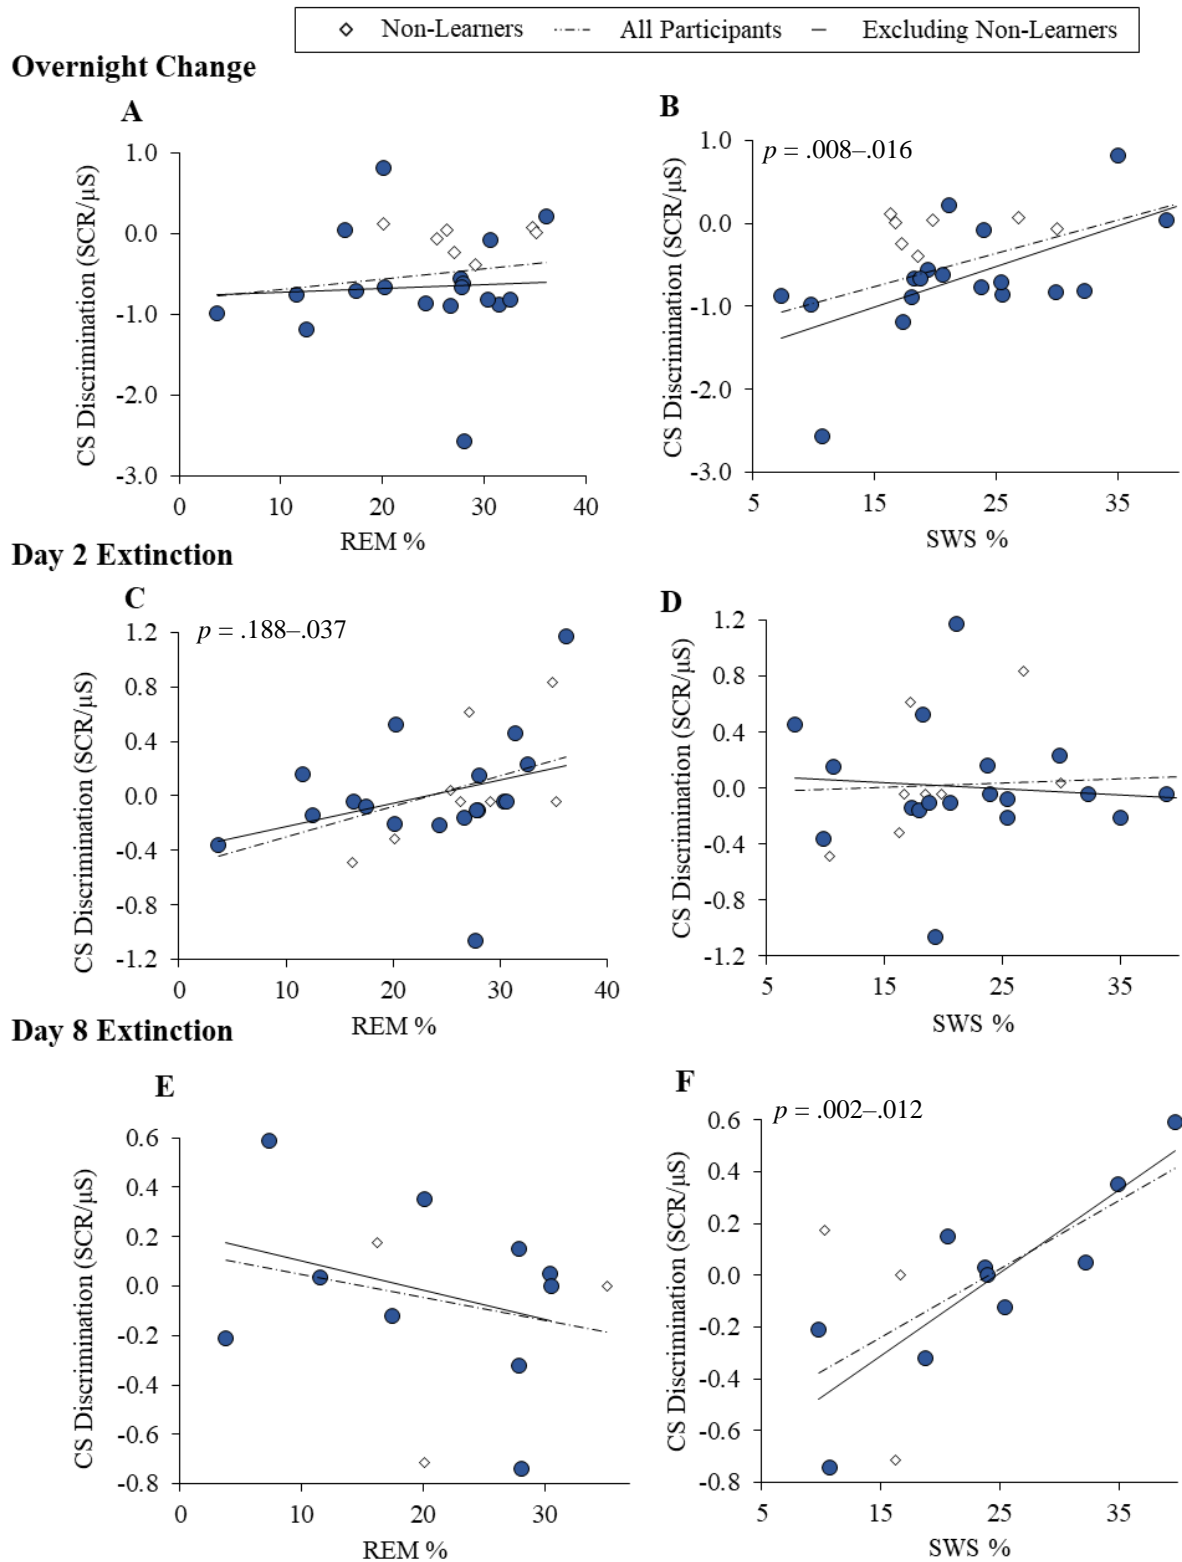 Non-Learners All Participants Excluding Non-Learners
Overnight Change
A
CS Discrimination (SCR/µS)
1.0
0.0
-1.0
-2.0
-3.0
0 10 20 30 40
REM %
B
p = .008–.016
CS Discrimination (SCR/µS)
1.0
0.0
-1.0
-2.0
-3.0
5 15 25 35
SWS %
Day 2 Extinction
C
p = .188–.037
CS Discrimination (SCR/µS)
1.2
0.8
0.4
0.0
-0.4
-0.8
-1.2
0 10 20 30 40
REM %
D
CS Discrimination (SCR/µS)
1.2
0.8
0.4
0.0
-0.4
-0.8
-1.2
5 15 25 35
SWS %
Day 8 Extinction
E
CS Discrimination (SCR/µS)
0.6
0.4
0.2
0.0
-0.2
-0.4
-0.6
-0.8
0 10 20 30
REM %
F
p = .002–.012
CS Discrimination (SCR/µS)
0.6
0.4
0.2
0.0
-0.2
-0.4
-0.6
-0.8
5 15 25 35
SWS %